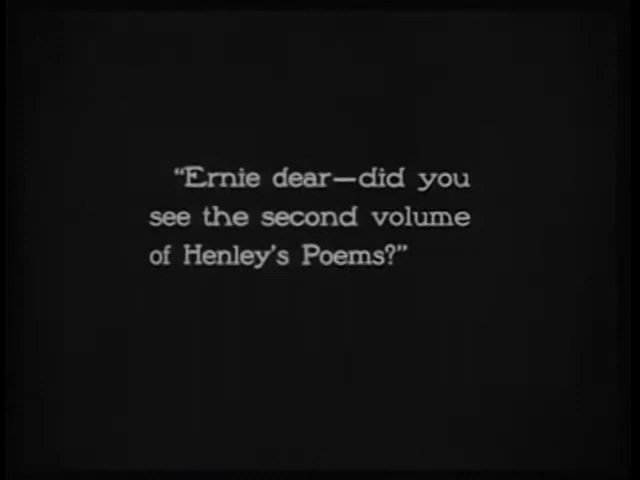 “Ernie dear—did you
see the second volume
of Henley’s Poems?”